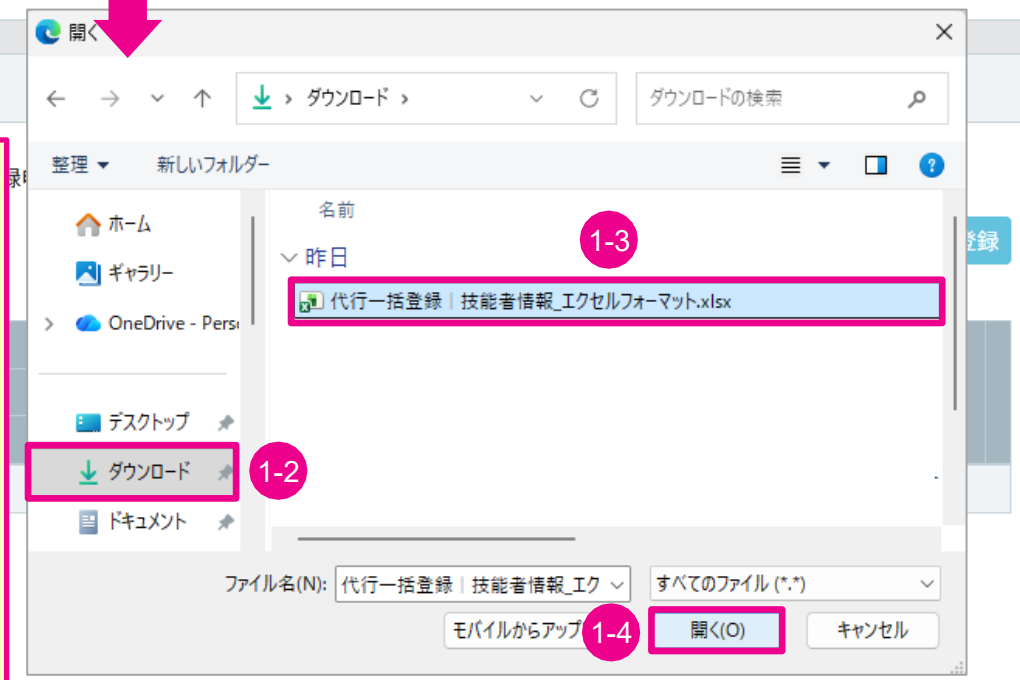 開く
ダウンロード
ダウンロードの検索
整理
新しいフォルダー
名前
ホーム
1-3
登録
昨日
ギャラリー
代行一括登録｜技能者情報_エクセルフォーマット.xlsx
OneDrive - Pers
デスクトップ
ダウンロード
1-2
ドキュメント
ファイル名(N):
代行一括登録｜技能者情報_エク
すべてのファイル (*.*)
モバイルからアップ
1-4
開く(O)
キャンセル